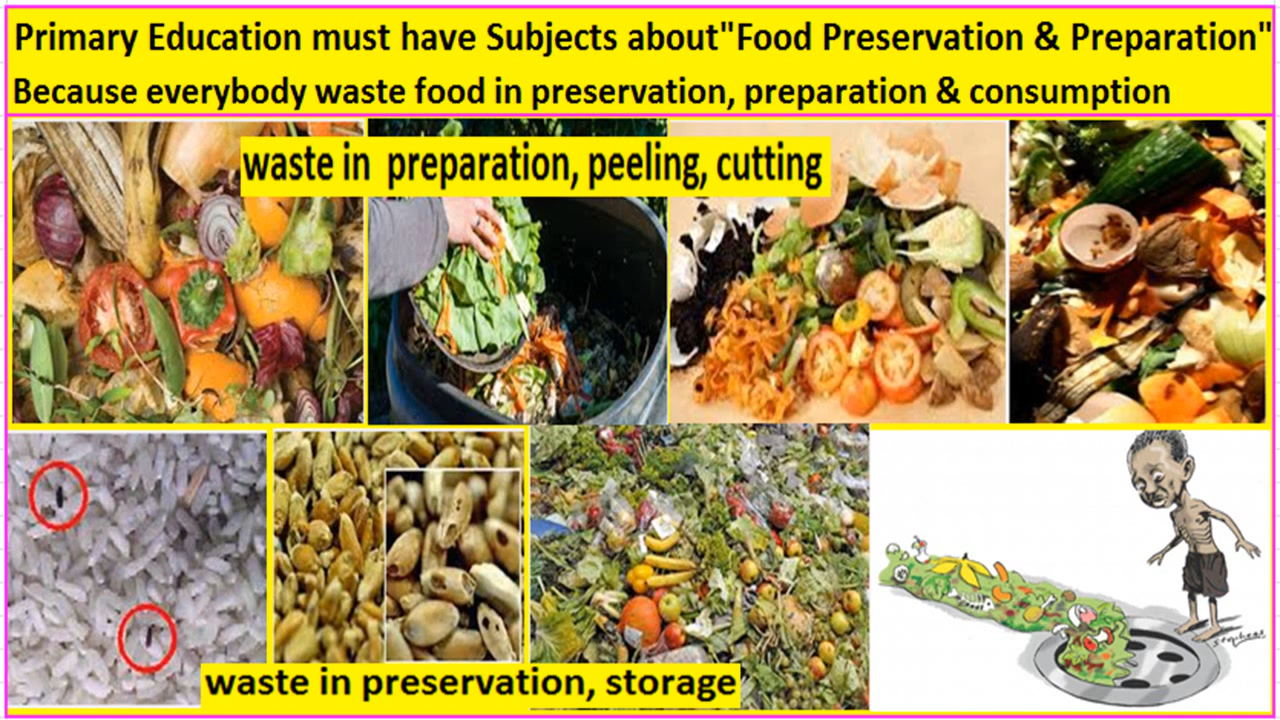 Primary Education must have Subjects about"Food Preservation & Preparation"
Because everybody waste food in preservation, preparation & consumption
waste in preparation, peeling, cutting
waste in preservation, storage